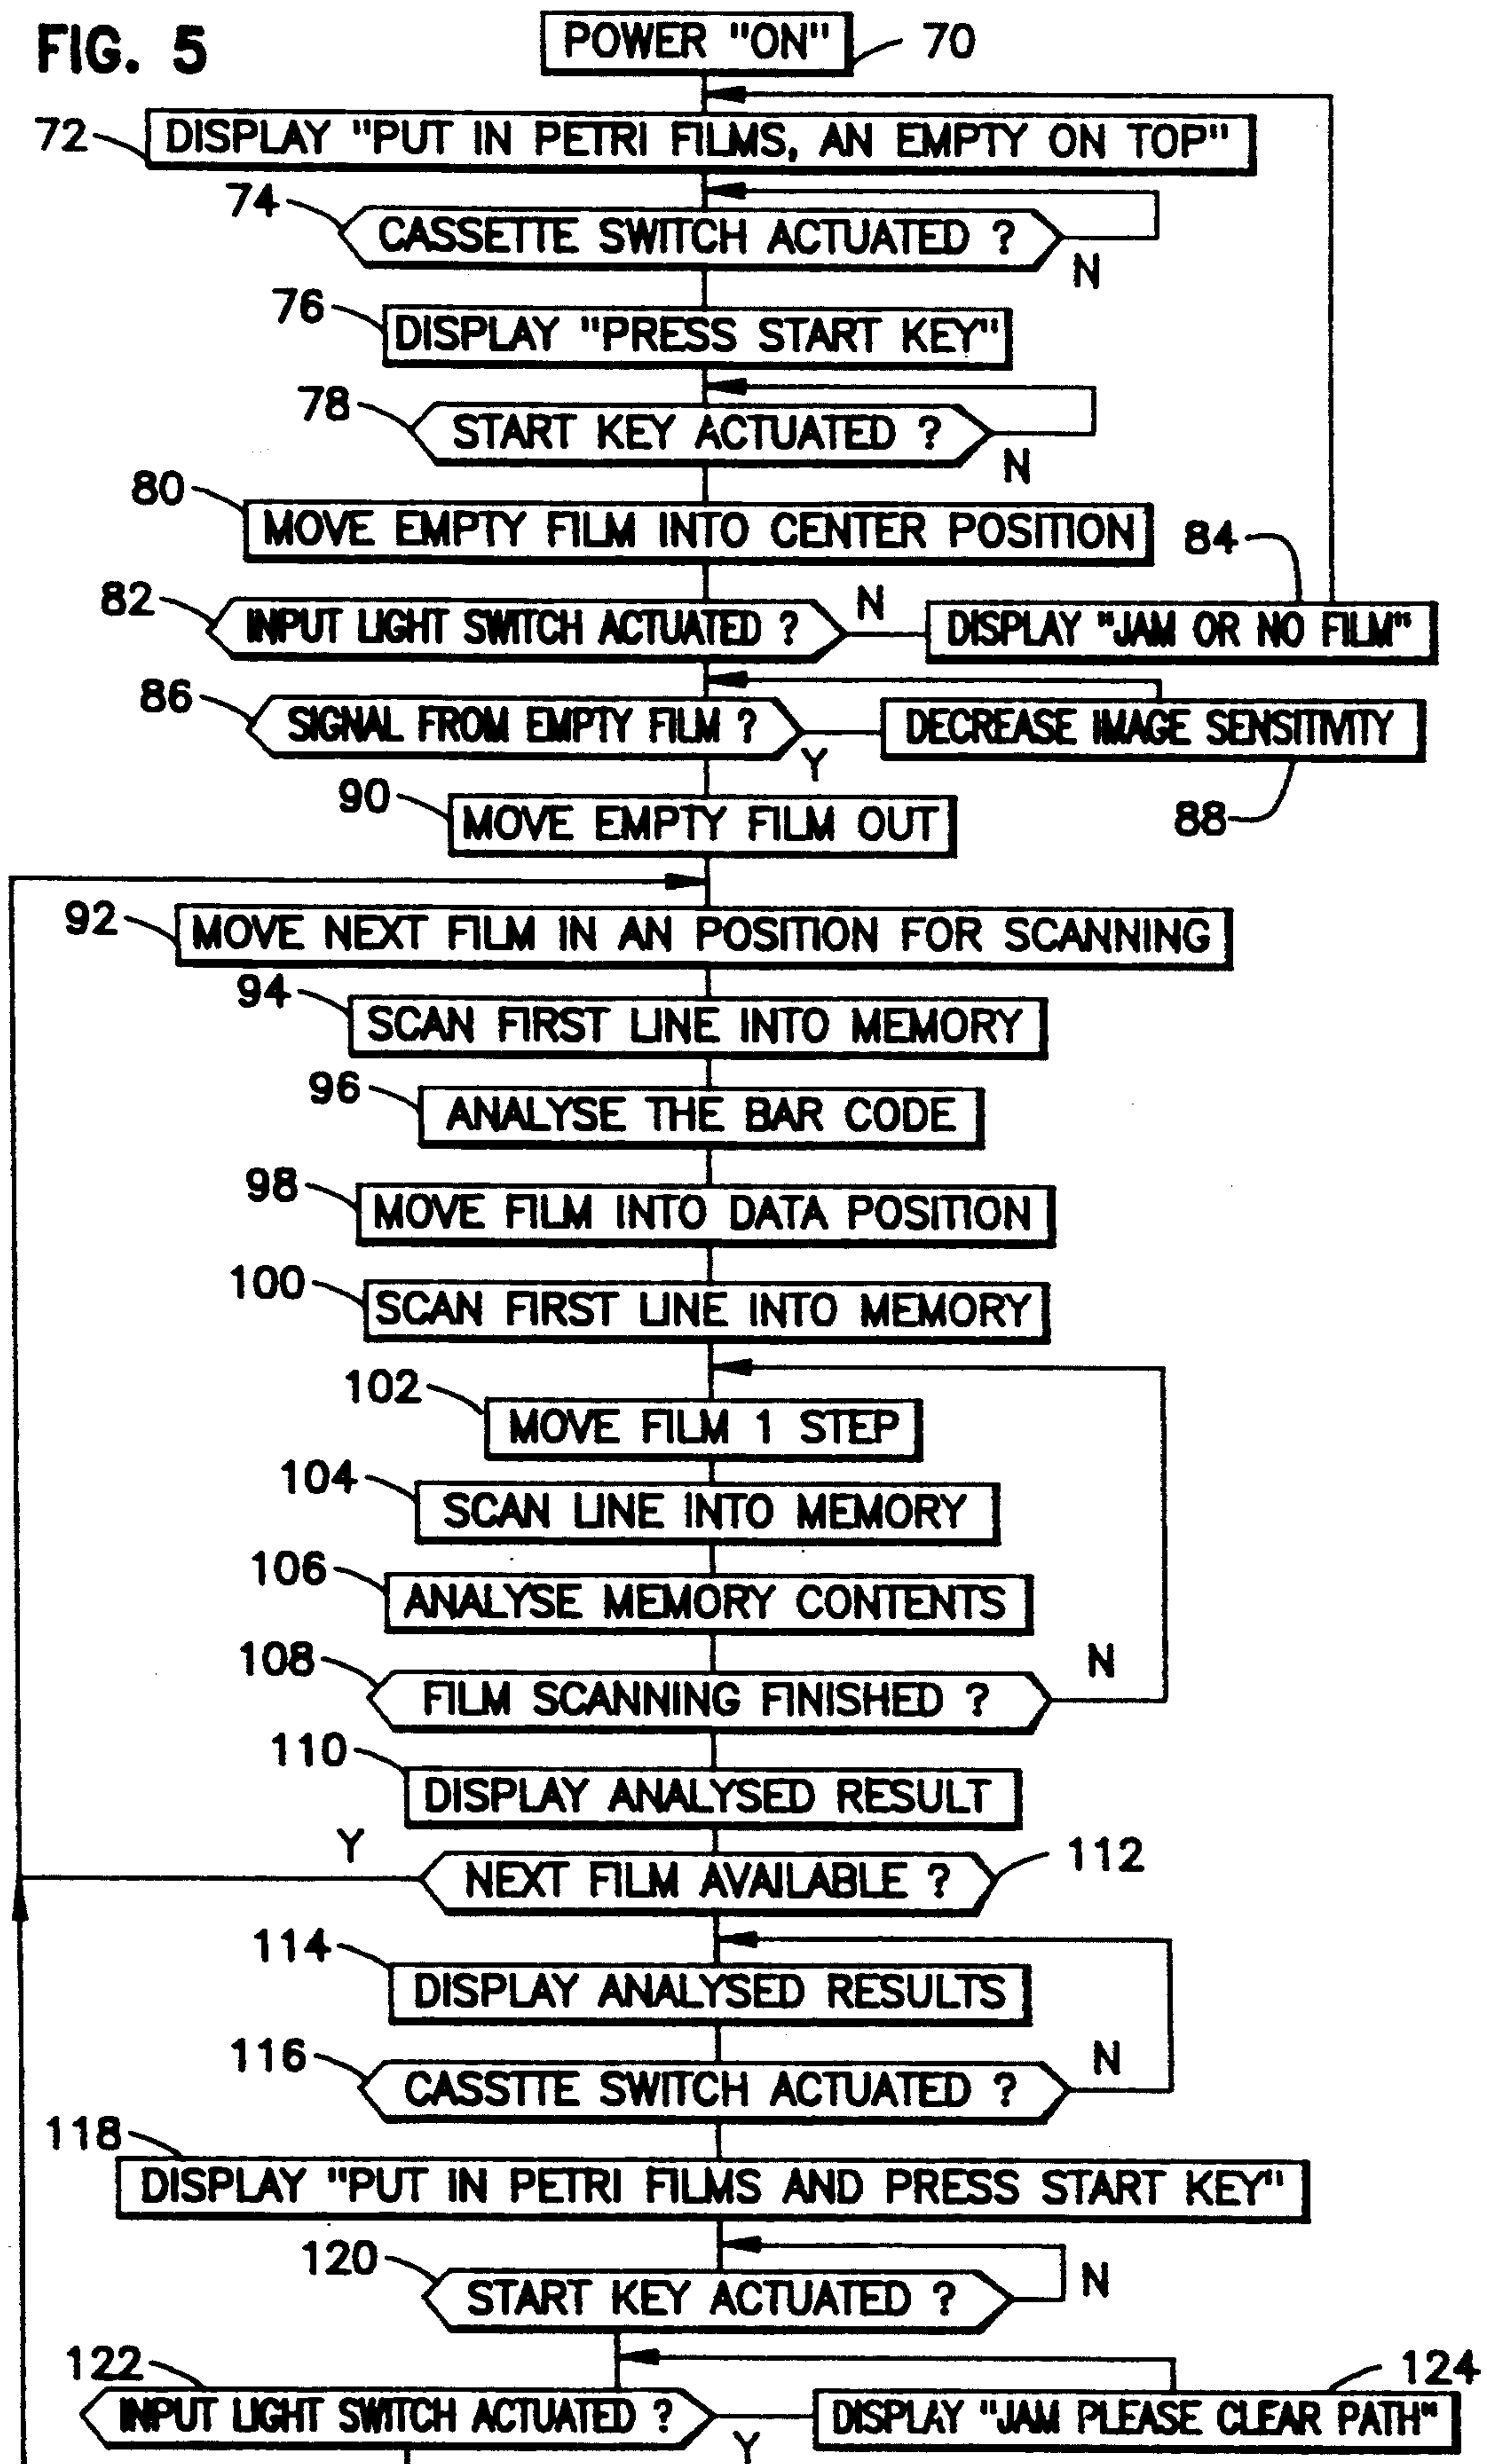 FIG. 5
POWER "ON"
70
72
DISPLAY "PUT IN PETRI FILMS, AN EMPTY ON TOP"
74
CASSETTE SWITCH ACTUATED ?
N
76
DISPLAY "PRESS START KEY"
78
START KEY ACTUATED ?
N
80
MOVE EMPTY FILM INTO CENTER POSITION
84
82
INPUT LIGHT SWITCH ACTUATED ?
N
DISPLAY "JAM OR NO FILM"
86
SIGNAL FROM EMPTY FILM ?
Y
DECREASE IMAGE SENSITIVITY
88
90
MOVE EMPTY FILM OUT
92
MOVE NEXT FILM IN AN POSITION FOR SCANNING
94
SCAN FIRST LINE INTO MEMORY
96
ANALYSE THE BAR CODE
98
MOVE FILM INTO DATA POSITION
100
SCAN FIRST LINE INTO MEMORY
102
MOVE FILM 1 STEP
104
SCAN LINE INTO MEMORY
106
ANALYSE MEMORY CONTENTS
108
FILM SCANNING FINISHED ?
N
110
DISPLAY ANALYSED RESULT
Y
NEXT FILM AVAILABLE ?
112
114
DISPLAY ANALYSED RESULTS
116
CASSTTE SWITCH ACTUATED ?
N
118
DISPLAY "PUT IN PETRI FILMS AND PRESS START KEY"
120
START KEY ACTUATED ?
N
122
INPUT LIGHT SWITCH ACTUATED ?
Y
124
DISPLAY "JAM PLEASE CLEAR PATH"